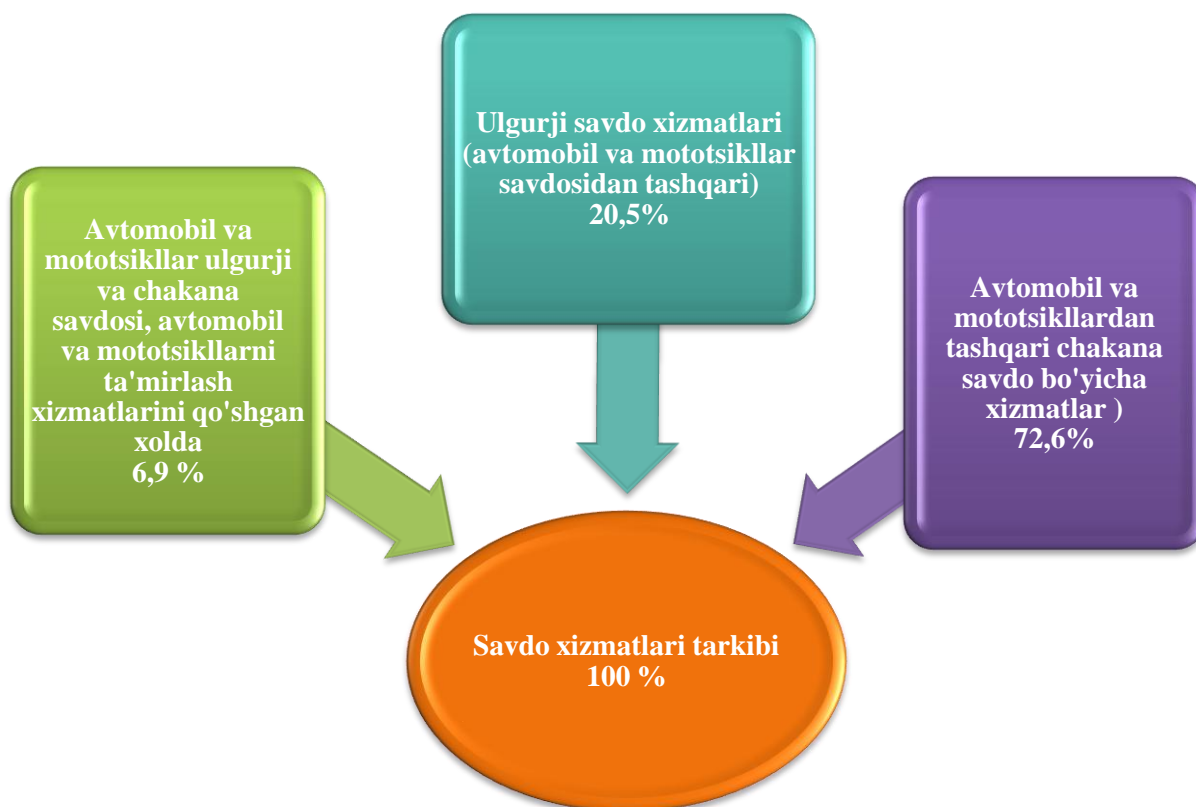 Ulgurji savdo xizmatlari
(avtomobil va mototsikllar
savdosidan tashqari)
20,5%
Avtomobil va
mototsikllar ulgurji
va chakana
savdosi, avtomobil
va mototsikllarni
ta'mirlash
xizmatlarini qo'shgan
xolda
6,9 %
Avtomobil va
mototsikllardan
tashqari chakana
savdo bo'yicha
xizmatlar )
72,6%
Savdo xizmatlari tarkibi
100 %